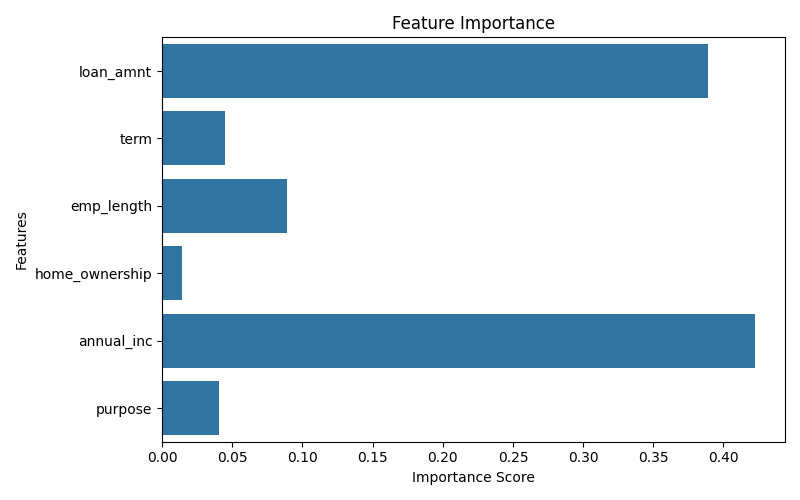 Feature Importance
loan_amnt
term
emp_length
home_ownership
annual_inc
purpose
Features
0.00 0.05 0.10 0.15 0.20 0.25 0.30 0.35 0.40
Importance Score